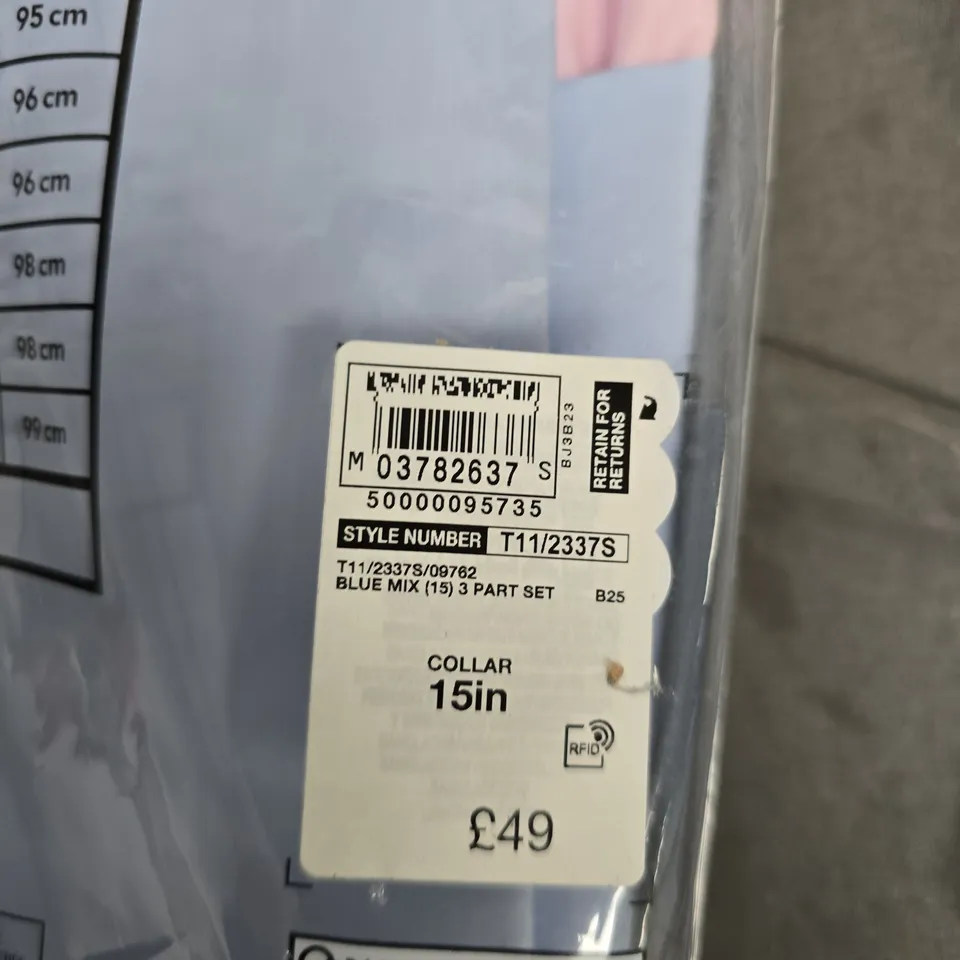 95 cm
96 cm
96 cm
98 cm
98 cm
99 cm
M 03782637 S
50000095735
BJ3B23
RETAIN FOR
RETURNS
STYLE NUMBER T11/2337S
T11/2337S/09762
BLUE MIX (15) 3 PART SET B25
COLLAR
15in
RFID
£49